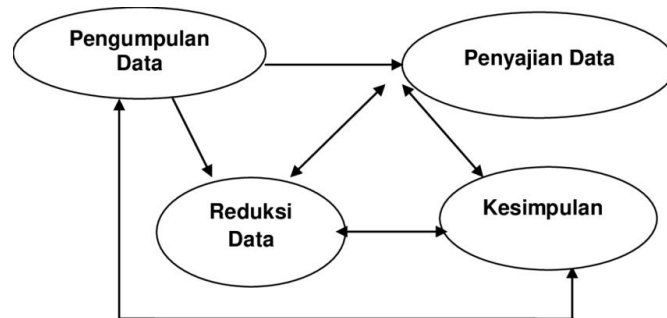 Pengumpulan
Data
Penyajian Data
Reduksi
Data
Kesimpulan